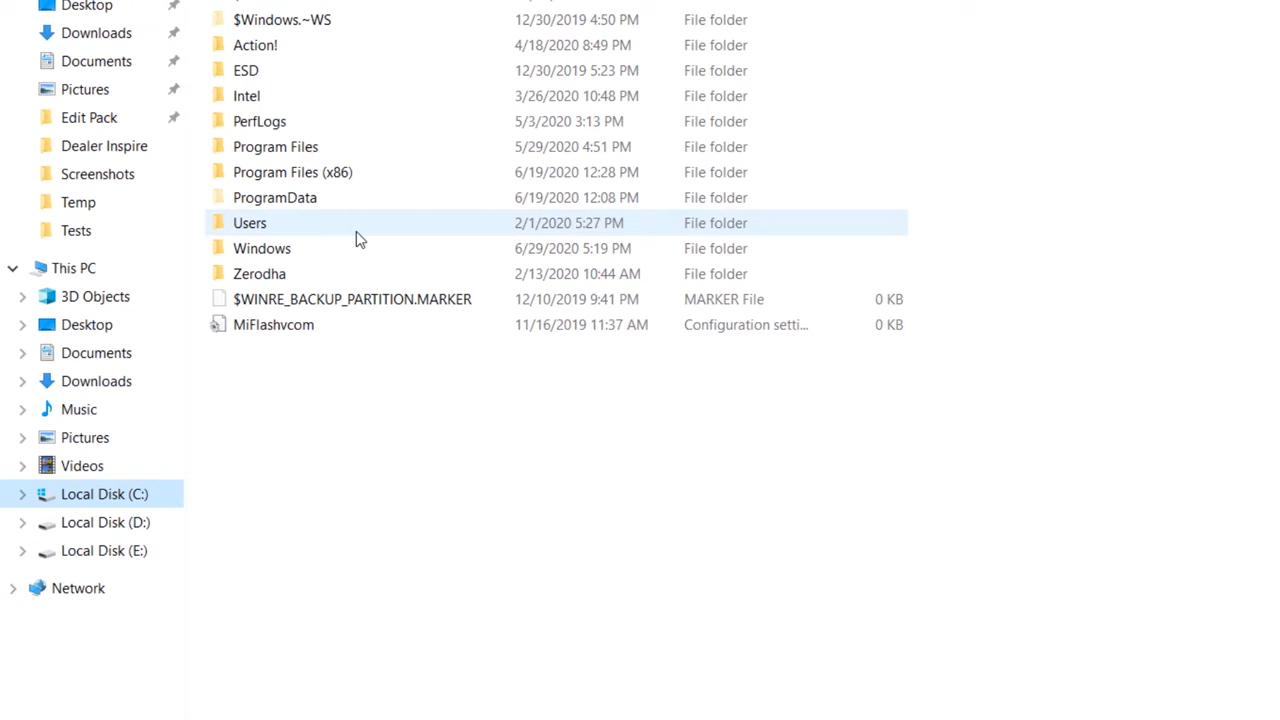 Desktop
Downloads
Documents
Pictures
Edit Pack
Dealer Inspire
Screenshots
Temp
Tests
This PC
3D Objects
Desktop
Documents
Downloads
Music
Pictures
Videos
Local Disk (C:)
Local Disk (D:)
Local Disk (E:)
Network
$Windows.~WS 12/30/2019 4:50 PM File folder
Action! 4/18/2020 8:49 PM File folder
ESD 12/30/2019 5:23 PM File folder
Intel 3/26/2020 10:48 PM File folder
PerfLogs 5/3/2020 3:13 PM File folder
Program Files 5/29/2020 4:51 PM File folder
Program Files (x86) 6/19/2020 12:28 PM File folder
ProgramData 6/19/2020 12:08 PM File folder
Users 2/1/2020 5:27 PM File folder
Windows 6/29/2020 5:19 PM File folder
Zerodha 2/13/2020 10:44 AM File folder
$WINRE_BACKUP_PARTITION.MARKER 12/10/2019 9:41 PM MARKER File 0 KB
MiFlashvcom 11/16/2019 11:37 AM Configuration setti... 0 KB